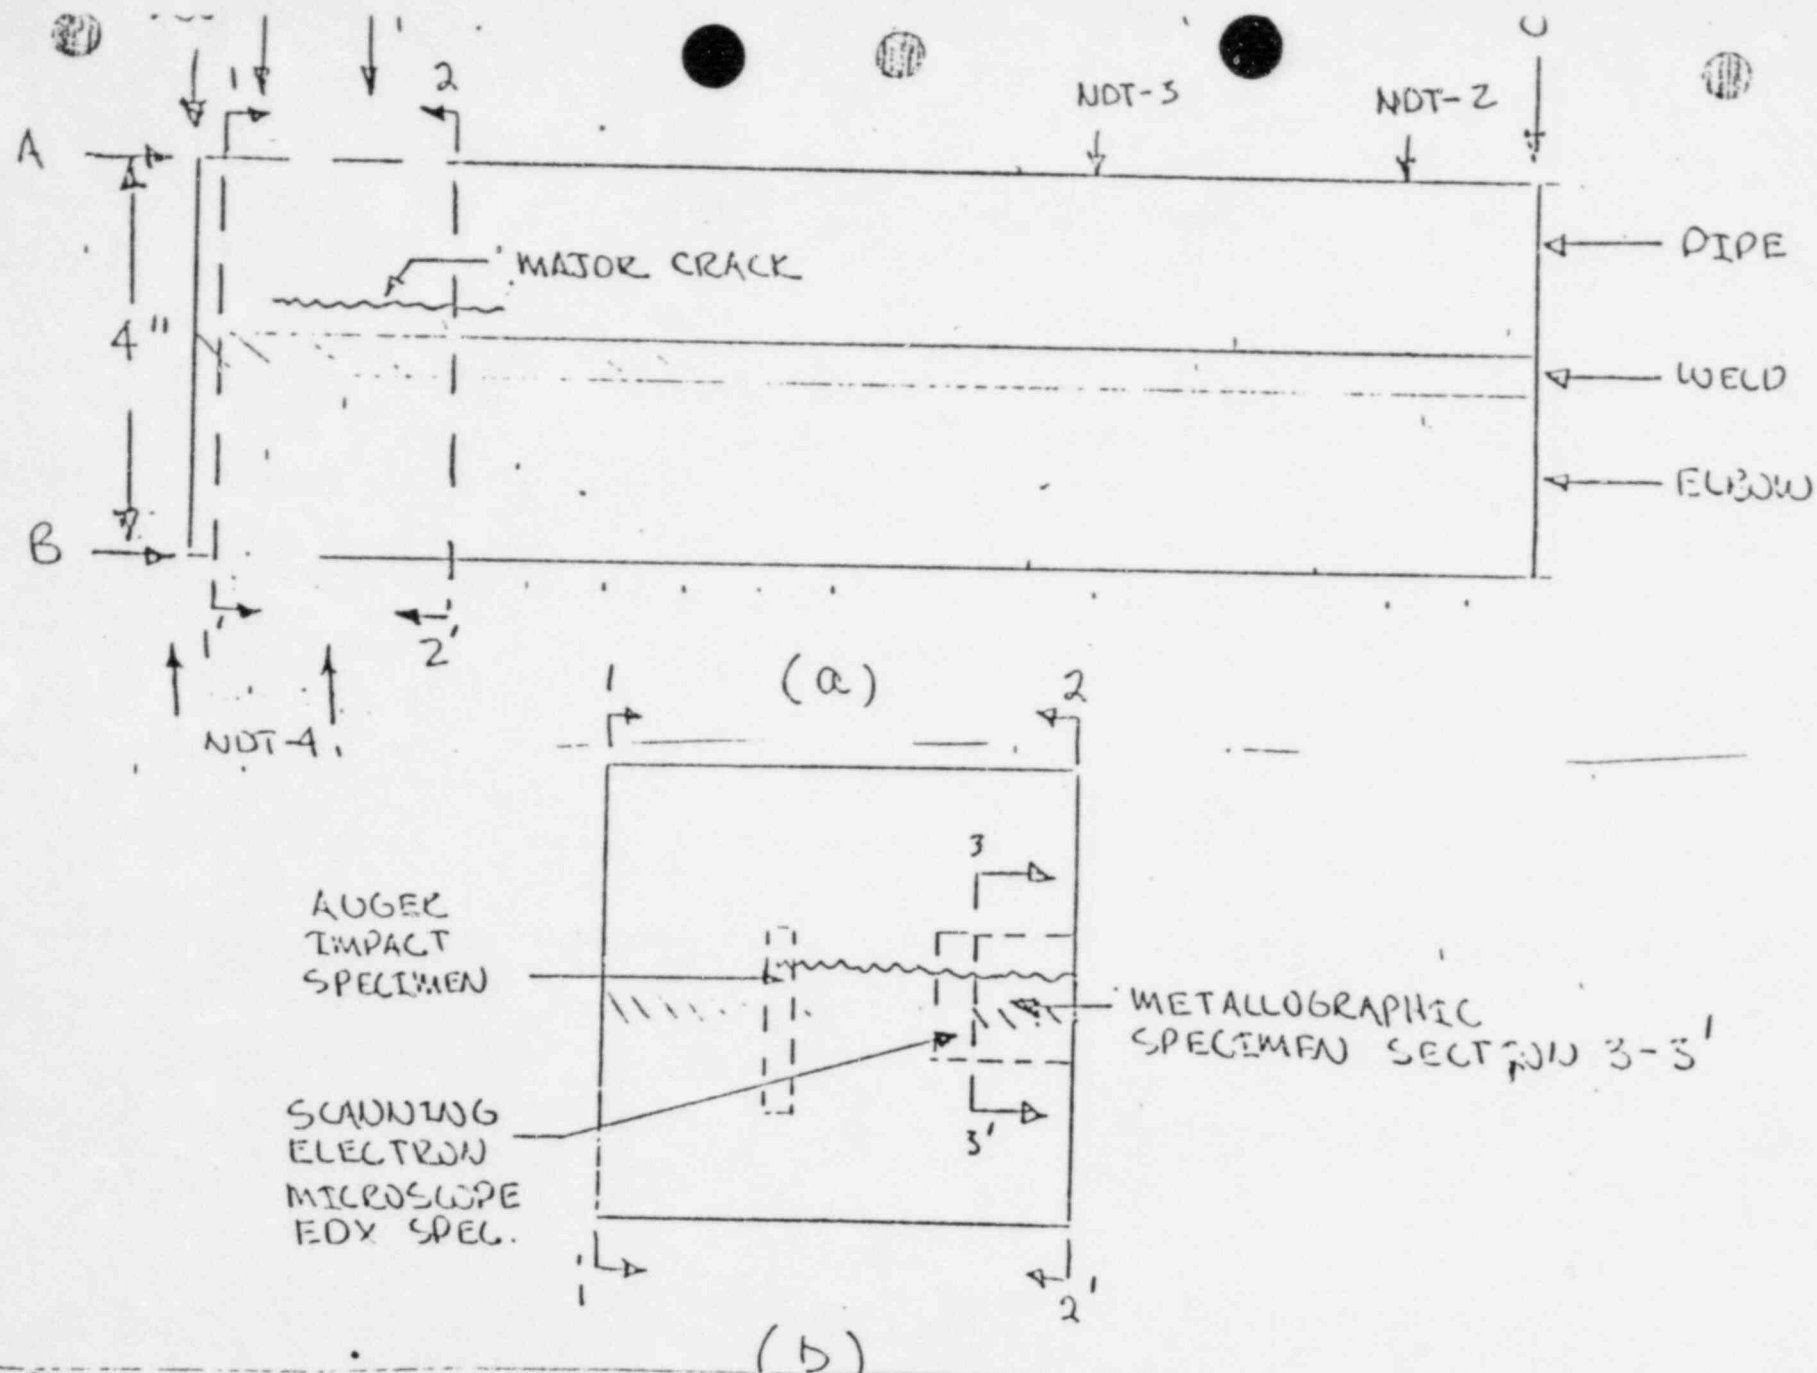 1
2
NDT-3
NDT-2
A
MAJOR CRACK
PIPE
4"
WELD
ELBOW
B
1'
2'
NDT-4
(a)
1
2
3
AUGER
IMPACT
SPECIMEN
METALLOGRAPHIC
SPECIMEN SECTION 3-3'
SCANNING
ELECTRON
MICROSCOPE
EDX SPEC.
3'
1'
2'
(b)